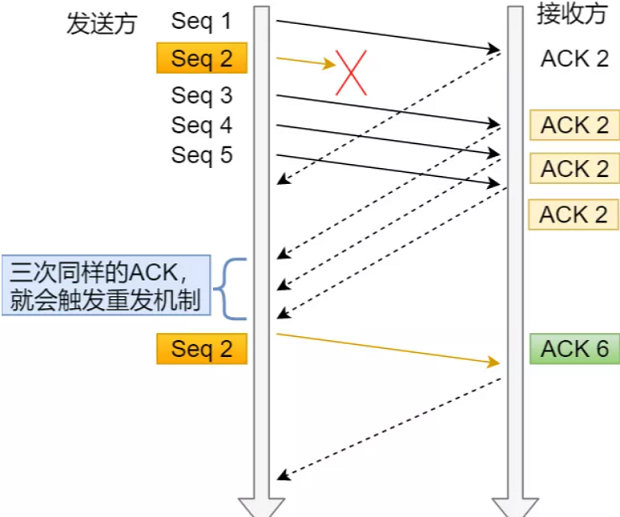 发送方
接收方
Seq 1
ACK 2
Seq 2
Seq 3
Seq 4
ACK 2
Seq 5
ACK 2
ACK 2
三次同样的ACK，
就会触发重发机制
Seq 2
ACK 6